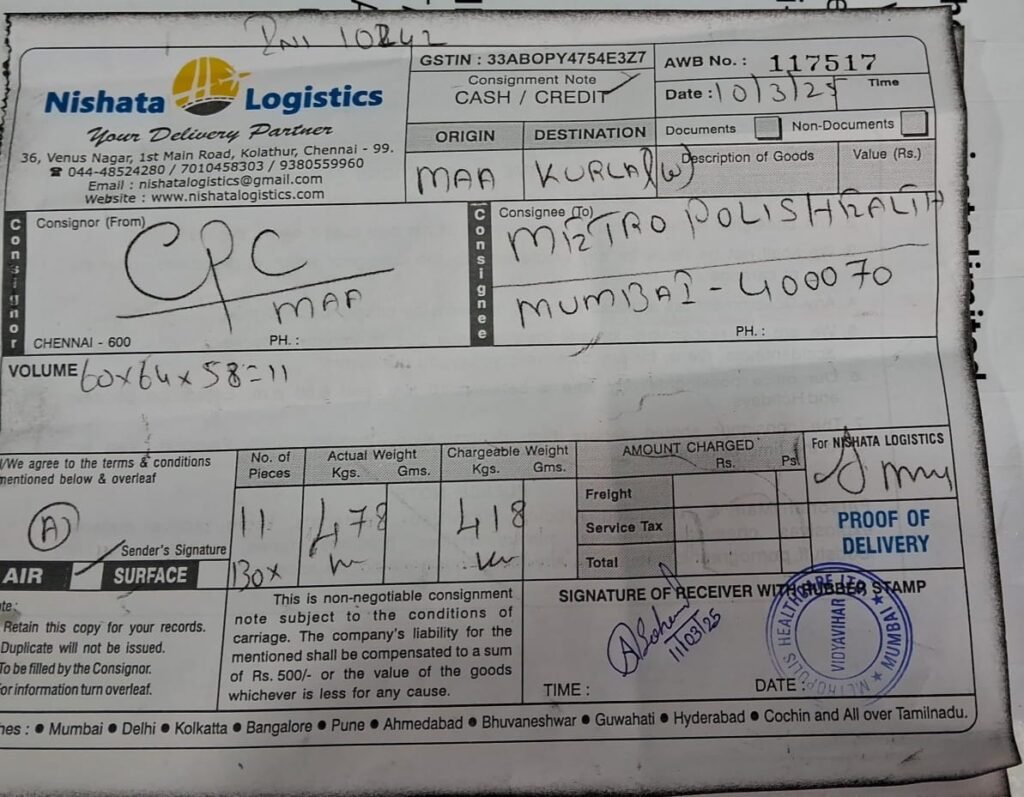 Nishata Logistics
Your Delivery Partner
36, Venus Nagar, 1st Main Road, Kolathur, Chennai - 99.
☎ 044-48524280 / 7010458303 / 9380559960
Email : nishatalogistics@gmail.com
Website : www.nishatalogistics.com
GSTIN : 33ABOPY4754E3Z7
Consignment Note
CASH / CREDIT
AWB No. : 117517
Date : 10/3/25 Time
ORIGIN DESTINATION
MAA KURLA(W)
Documents Non-Documents
Description of Goods Value (Rs.)
Consignor
Consignor (From)
CPC
MAA
CHENNAI - 600 PH. :
Consignee
Consignee (To)
METROPOLIS HEALTH
MUMBAI - 400070
PH. :
VOLUME 60x64x58=11
I/We agree to the terms & conditions
mentioned below & overleaf
A
Sender's Signature
AIR SURFACE
No. of Pieces
11
BOX
Actual Weight
Kgs. Gms.
478
Chargeable Weight
Kgs. Gms.
418
AMOUNT CHARGED
Rs. Ps.
Freight
Service Tax
Total
For NISHATA LOGISTICS
PROOF OF
DELIVERY
Retain this copy for your records.
Duplicate will not be issued.
To be filled by the Consignor.
For information turn overleaf.
This is non-negotiable consignment
note subject to the conditions of
carriage. The company's liability for the
mentioned shall be compensated to a sum
of Rs. 500/- or the value of the goods
whichever is less for any cause.
SIGNATURE OF RECEIVER WITH RUBBER STAMP
11/03/25
METROPOLIS HEALTHCARE LTD
VIDYAVIHAR
★ MUMBAI ★
TIME : DATE :
hes : ● Mumbai ● Delhi ● Kolkatta ● Bangalore ● Pune ● Ahmedabad ● Bhuvaneshwar ● Guwahati ● Hyderabad ● Cochin and All over Tamilnadu.